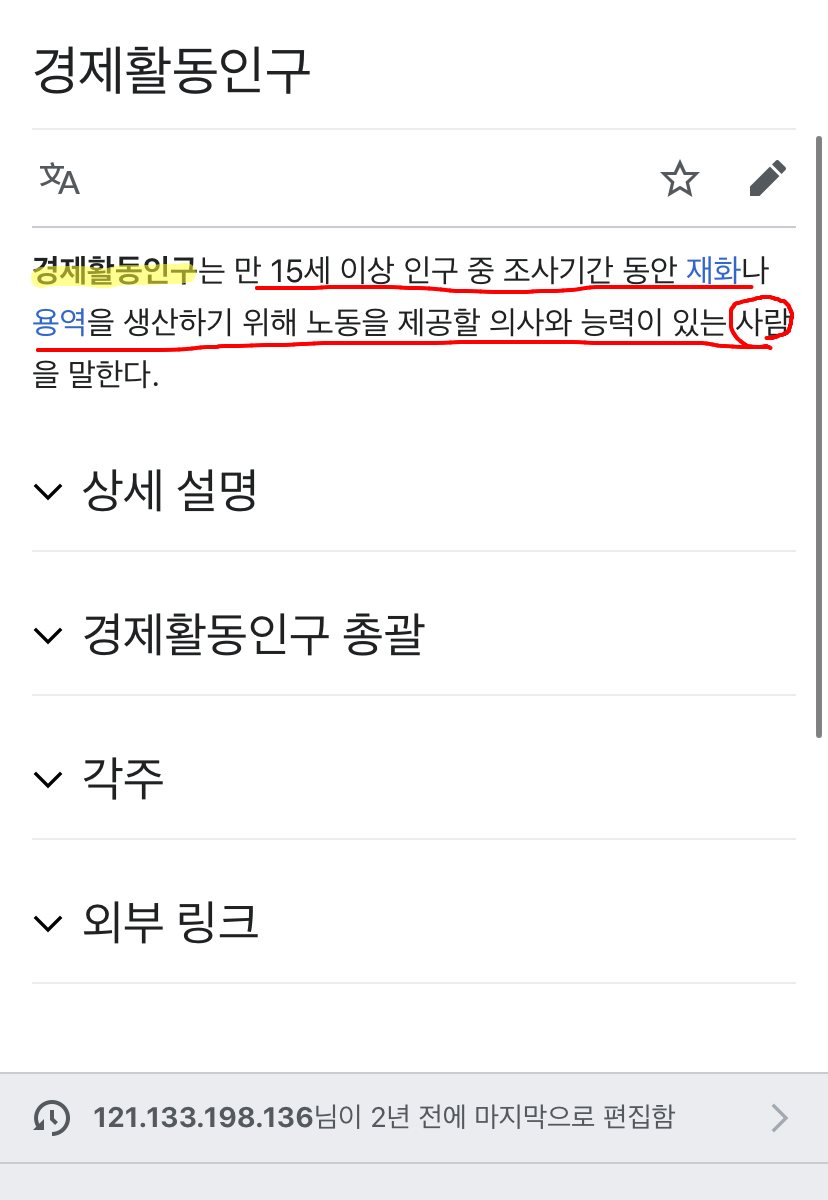 경제활동인구
경제활동인구는 만 15세 이상 인구 중 조사기간 동안 재화나
용역을 생산하기 위해 노동을 제공할 의사와 능력이 있는 사람
을 말한다.
상세 설명
경제활동인구 총괄
각주
외부 링크
121.133.198.136님이 2년 전에 마지막으로 편집함